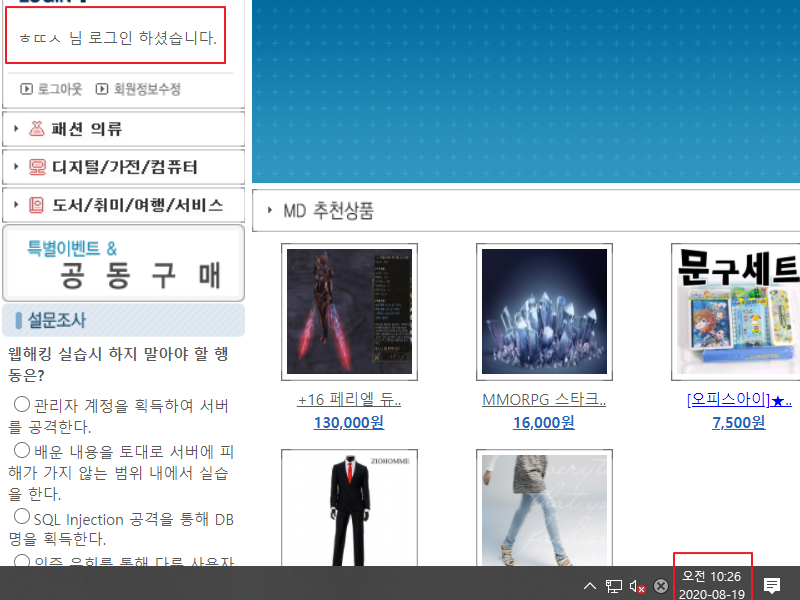 ㅎㄸㅅ 님 로그인 하셨습니다.
로그아웃 회원정보수정
패션 의류
디지털/가전/컴퓨터
도서/취미/여행/서비스
특별이벤트 &
공동구매
설문조사
웹해킹 실습시 하지 말아야 할 행
동은?
관리자 계정을 획득하여 서버
를 공격한다.
배운 내용을 토대로 서버에 피
해가 가지 않는 범위 내에서 실습
을 한다.
SQL Injection 공격을 통해 DB
명을 획득한다.
MD 추천상품
문구세트
+16 페리엘 듀..
MMORPG 스타크..
[오피스아이]★..
130,000원
16,000원
7,500원
ZIOHOMME
오전 10:26
2020-08-19